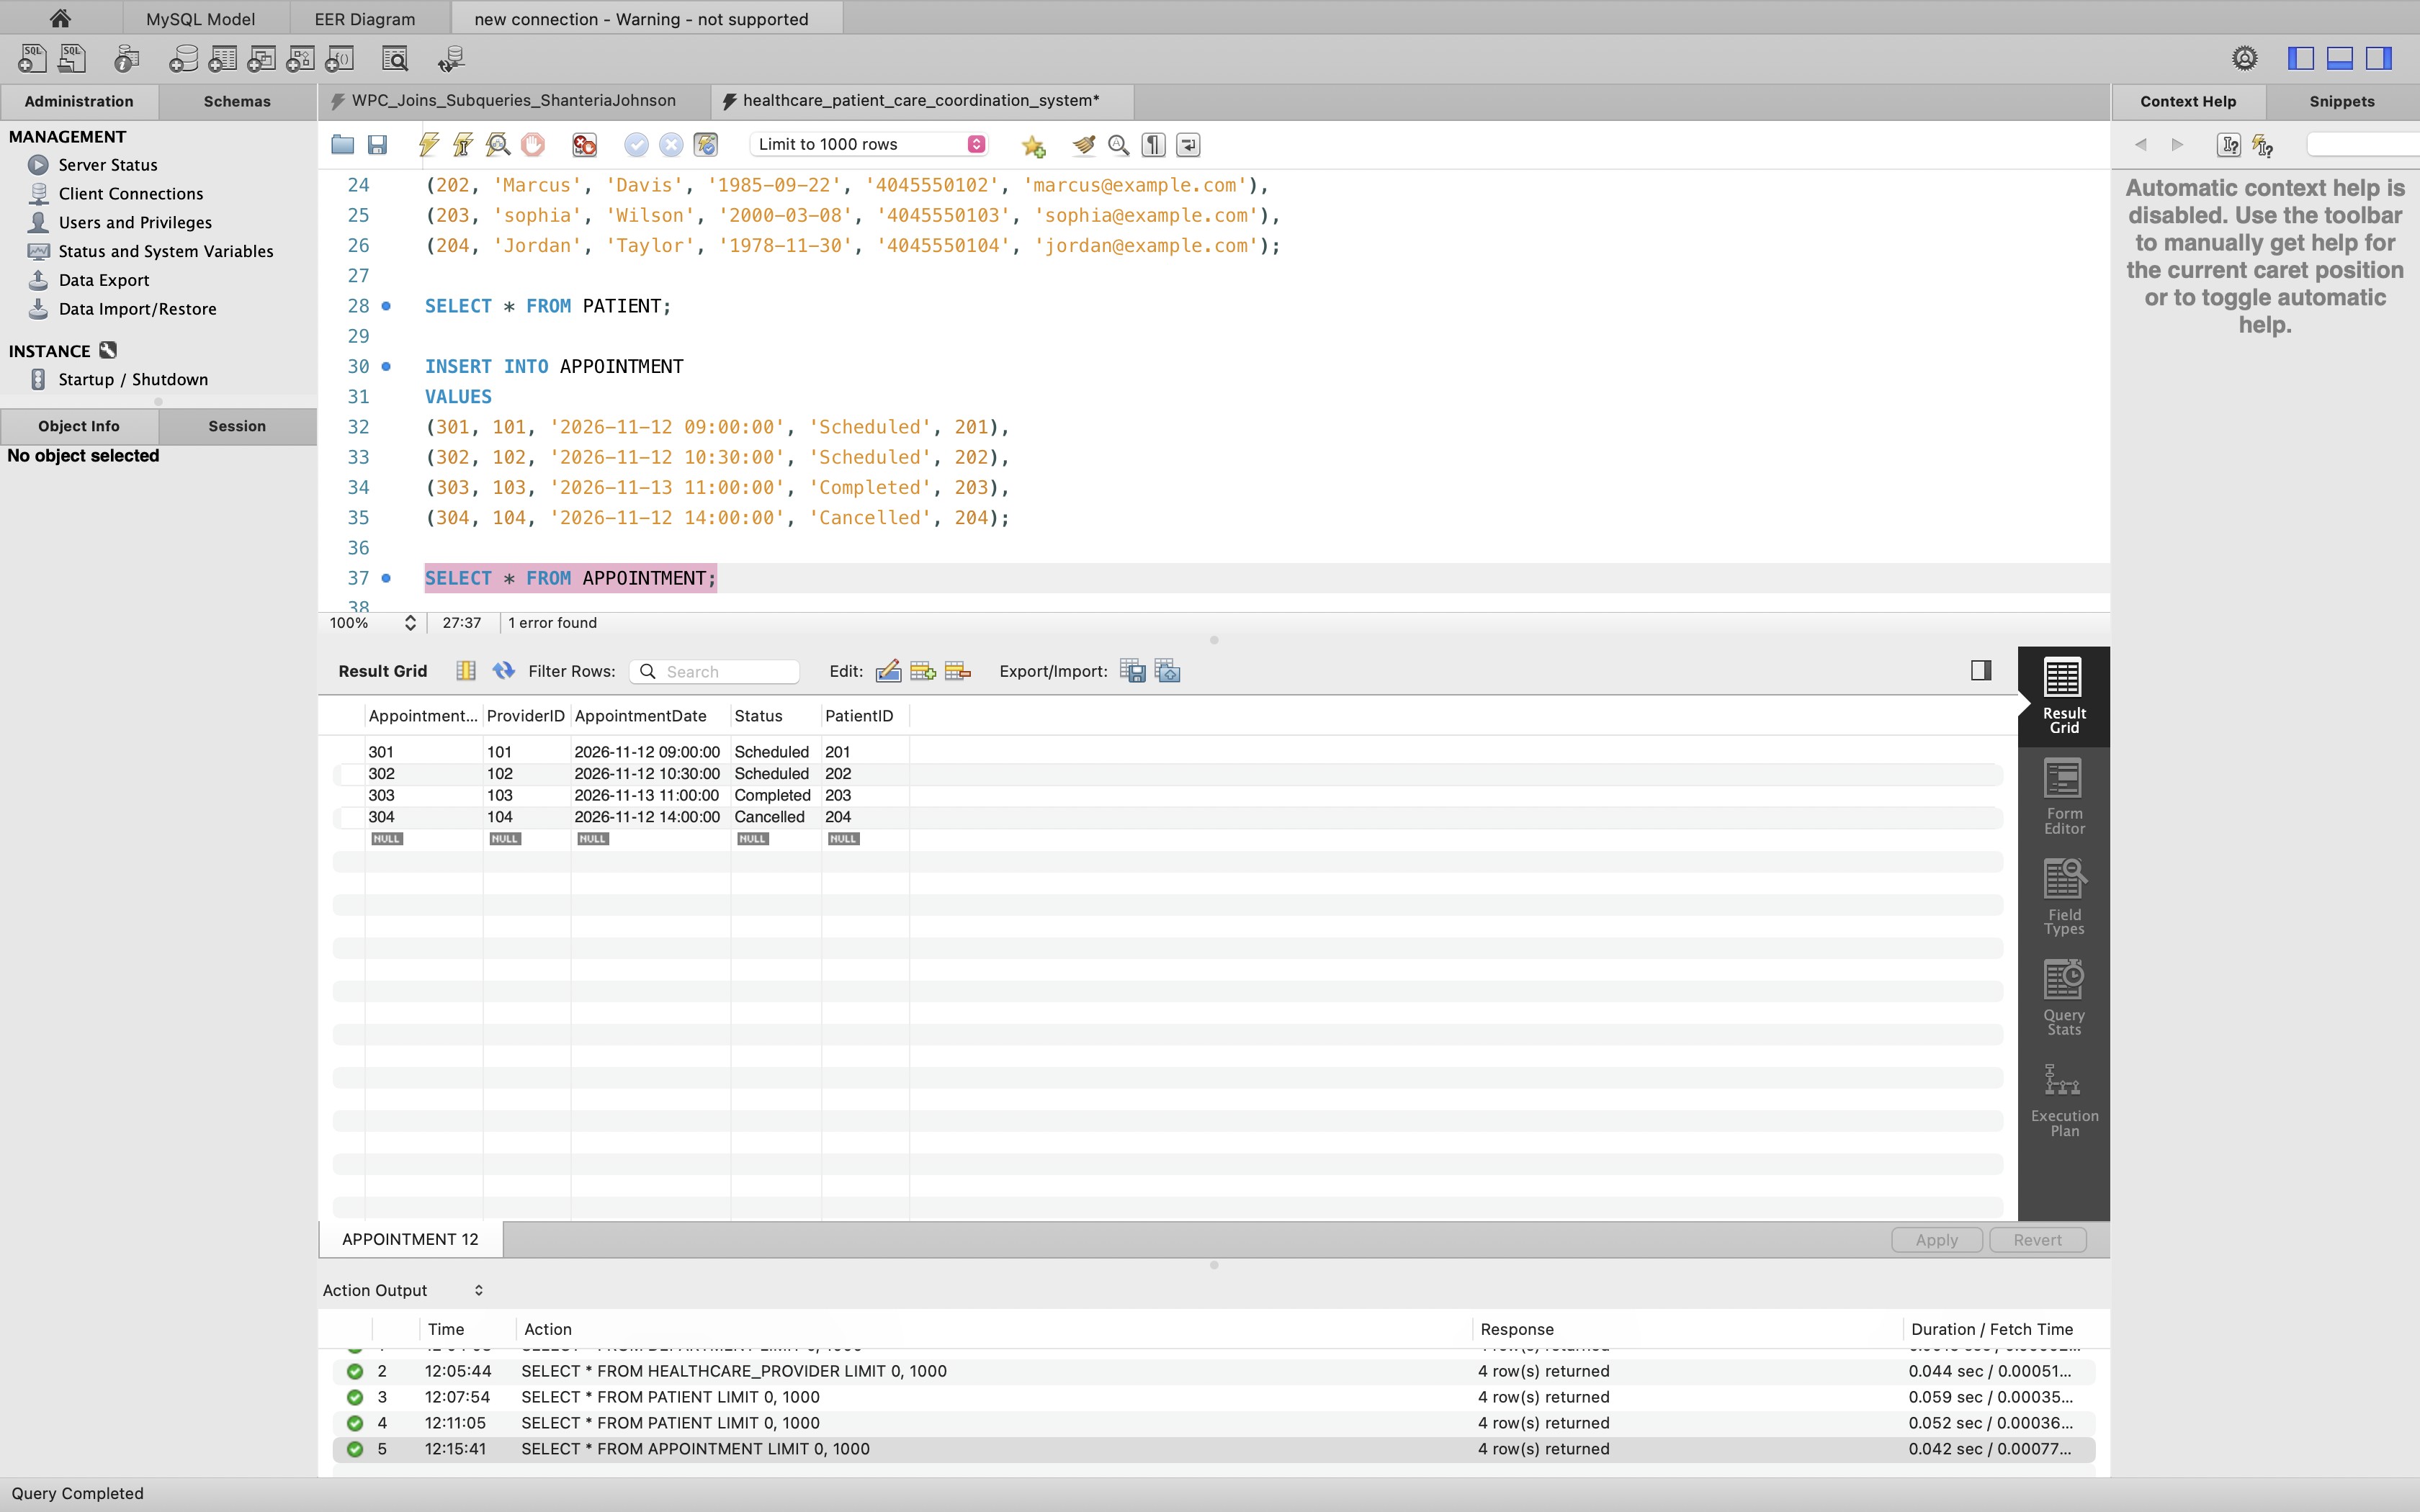 MySQL Model
EER Diagram
new connection - Warning - not supported
Administration
Schemas
WPC_Joins_Subqueries_ShanteriaJohnson
healthcare_patient_care_coordination_system*
Context Help
Snippets
MANAGEMENT
Server Status
Client Connections
Users and Privileges
Status and System Variables
Data Export
Data Import/Restore
INSTANCE
Startup / Shutdown
Object Info
Session
No object selected
Limit to 1000 rows
24 (202, 'Marcus', 'Davis', '1985-09-22', '4045550102', 'marcus@example.com'),
25 (203, 'sophia', 'Wilson', '2000-03-08', '4045550103', 'sophia@example.com'),
26 (204, 'Jordan', 'Taylor', '1978-11-30', '4045550104', 'jordan@example.com');
27
28 SELECT * FROM PATIENT;
29
30 INSERT INTO APPOINTMENT
31 VALUES
32 (301, 101, '2026-11-12 09:00:00', 'Scheduled', 201),
33 (302, 102, '2026-11-12 10:30:00', 'Scheduled', 202),
34 (303, 103, '2026-11-13 11:00:00', 'Completed', 203),
35 (304, 104, '2026-11-12 14:00:00', 'Cancelled', 204);
36
37 SELECT * FROM APPOINTMENT;
38
100% 27:37 1 error found
Automatic context help is
disabled. Use the toolbar
to manually get help for
the current caret position
or to toggle automatic
help.
Result Grid Filter Rows: Search Edit: Export/Import:
Appointment... ProviderID AppointmentDate Status PatientID
301 101 2026-11-12 09:00:00 Scheduled 201
302 102 2026-11-12 10:30:00 Scheduled 202
303 103 2026-11-13 11:00:00 Completed 203
304 104 2026-11-12 14:00:00 Cancelled 204
NULL NULL NULL NULL NULL
Result
Grid
Form
Editor
Field
Types
Query
Stats
Execution
Plan
APPOINTMENT 12
Apply
Revert
Action Output
Time Action Response Duration / Fetch Time
2 12:05:44 SELECT * FROM HEALTHCARE_PROVIDER LIMIT 0, 1000 4 row(s) returned 0.044 sec / 0.00051...
3 12:07:54 SELECT * FROM PATIENT LIMIT 0, 1000 4 row(s) returned 0.059 sec / 0.00035...
4 12:11:05 SELECT * FROM PATIENT LIMIT 0, 1000 4 row(s) returned 0.052 sec / 0.00036...
5 12:15:41 SELECT * FROM APPOINTMENT LIMIT 0, 1000 4 row(s) returned 0.042 sec / 0.00077...
Query Completed